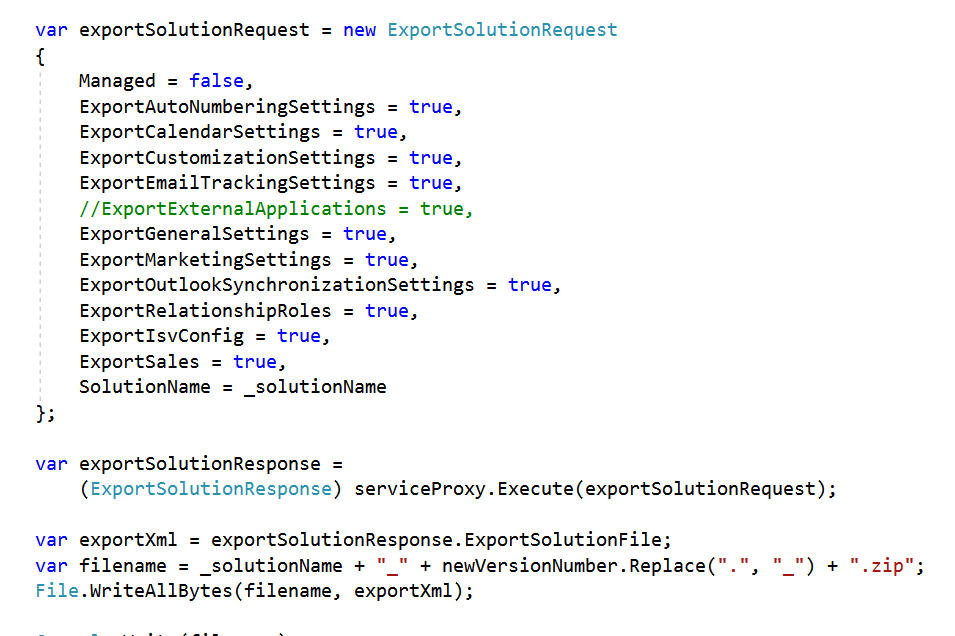 var exportSolutionRequest = new ExportSolutionRequest
{
    Managed = false,
    ExportAutoNumberingSettings = true,
    ExportCalendarSettings = true,
    ExportCustomizationSettings = true,
    ExportEmailTrackingSettings = true,
    //ExportExternalApplications = true,
    ExportGeneralSettings = true,
    ExportMarketingSettings = true,
    ExportOutlookSynchronizationSettings = true,
    ExportRelationshipRoles = true,
    ExportIsvConfig = true,
    ExportSales = true,
    SolutionName = _solutionName
};
var exportSolutionResponse =
    (ExportSolutionResponse) serviceProxy.Execute(exportSolutionRequest);
var exportXml = exportSolutionResponse.ExportSolutionFile;
var filename = _solutionName + "_" + newVersionNumber.Replace(".", "_") + ".zip";
File.WriteAllBytes(filename, exportXml);